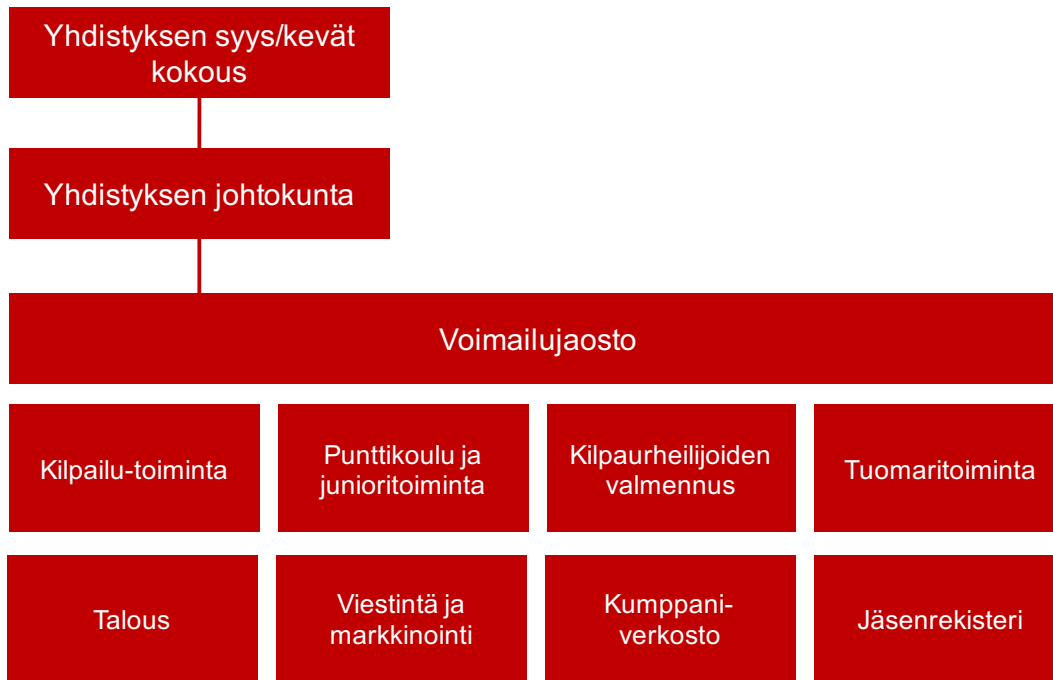 Yhdistyksen syys/kevät
kokous
Yhdistyksen johtokunta
Voimailujaosto
Kilpailu-toiminta
Punttikoulu ja
junioritoiminta
Kilpaurheilijoiden
valmennus
Tuomaritoiminta
Talous
Viestintä ja
markkinointi
Kumppani-
verkosto
Jäsenrekisteri